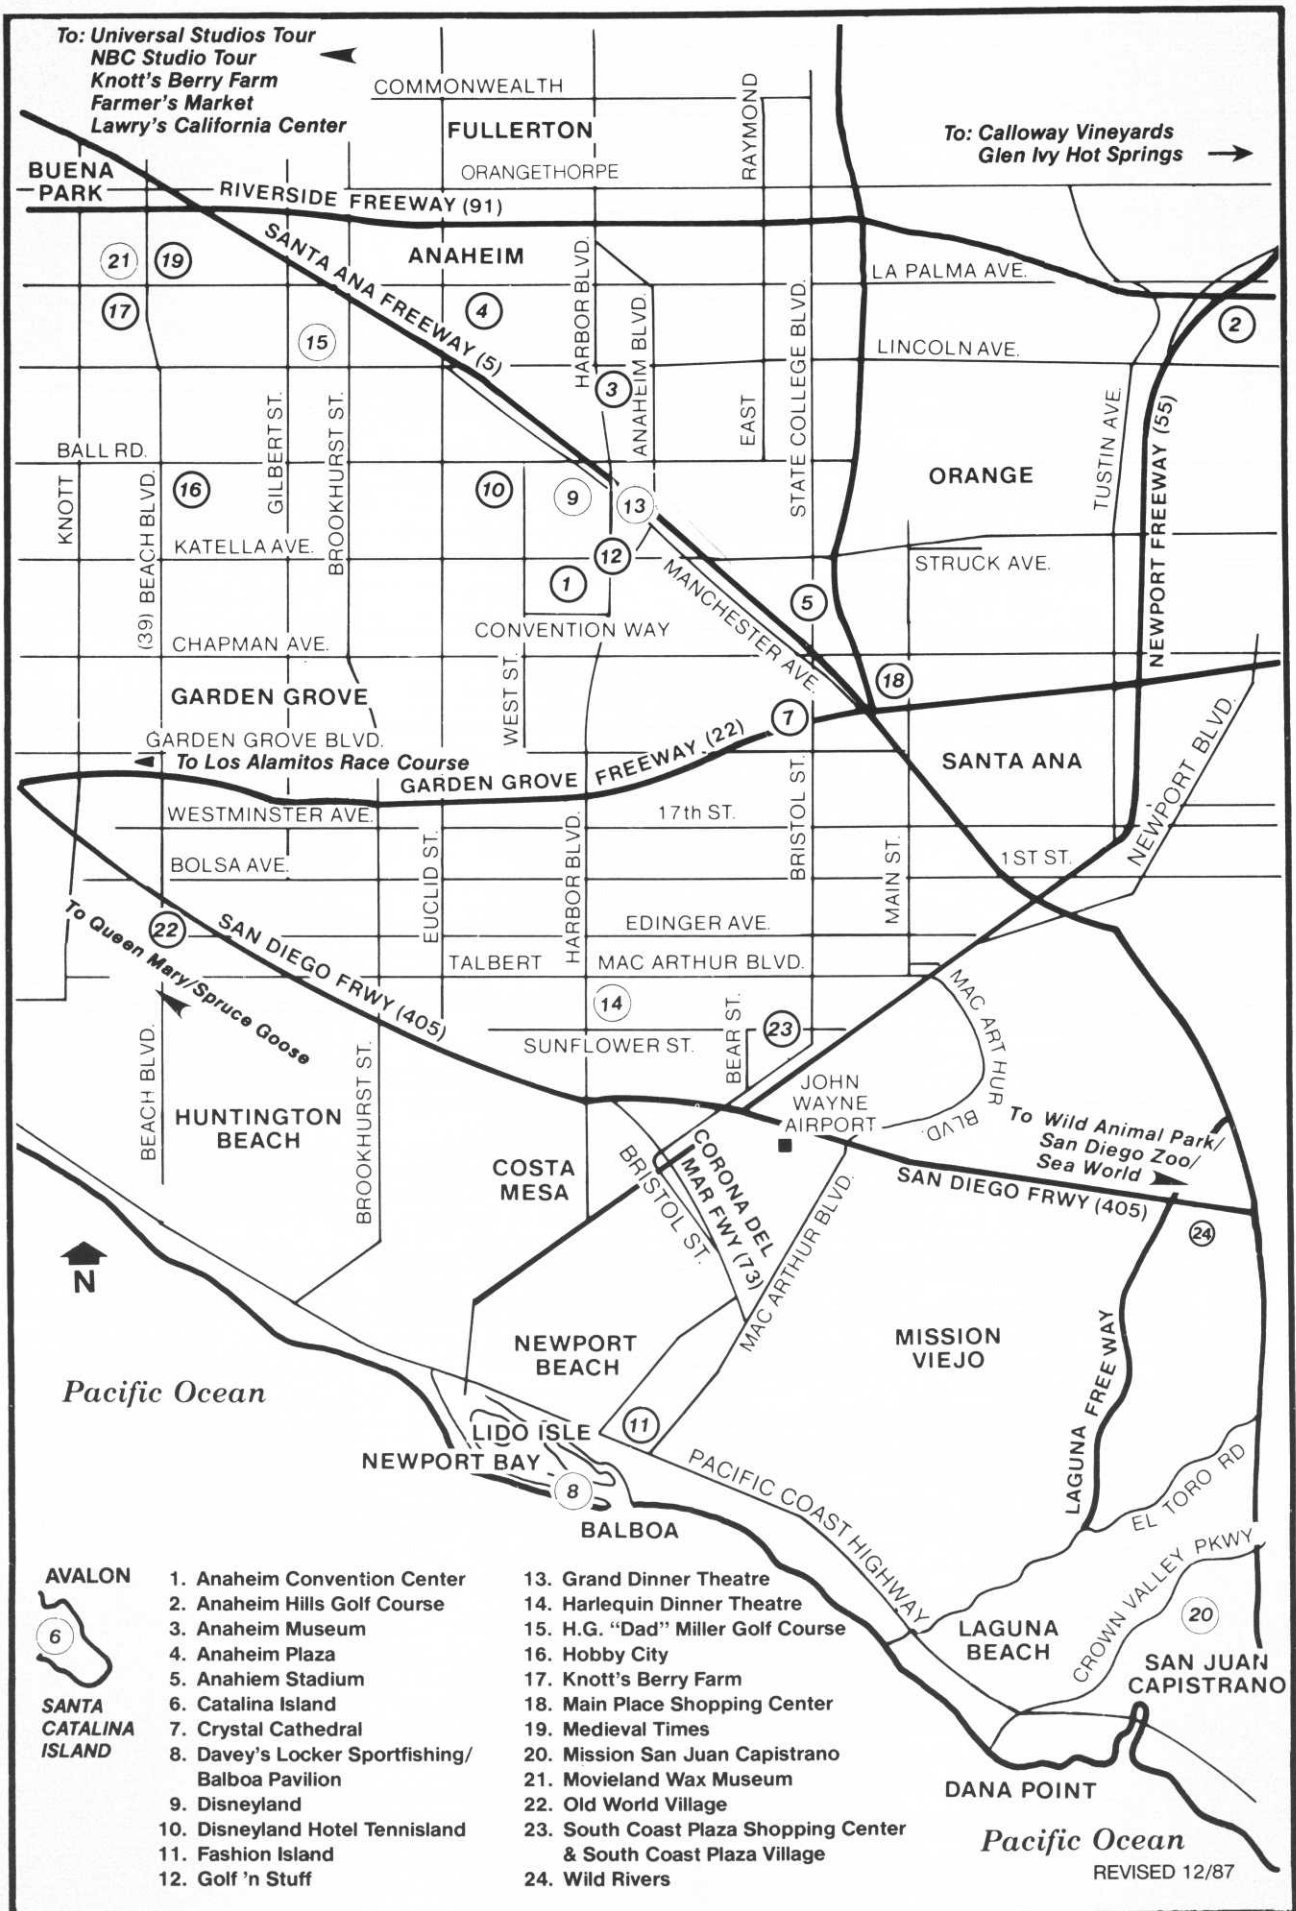 To: Universal Studios Tour
NBC Studio Tour
Knott's Berry Farm
Farmer's Market
Lawry's California Center
COMMONWEALTH
FULLERTON
RAYMOND
To: Calloway Vineyards
Glen Ivy Hot Springs
BUENA
PARK
ORANGETHORPE
RIVERSIDE FREEWAY (91)
SANTA ANA FREEWAY (5)
ANAHEIM
HARBOR BLVD.
ANAHEIM BLVD.
STATE COLLEGE BLVD.
LA PALMA AVE.
21
19
17
4
2
15
LINCOLN AVE.
3
GILBERT ST.
BROOKHURST ST.
EAST
TUSTIN AVE.
NEWPORT FREEWAY (55)
BALL RD.
KNOTT
(39) BEACH BLVD.
16
10
9
13
ORANGE
KATELLA AVE.
12
1
MANCHESTER AVE.
STRUCK AVE.
5
CONVENTION WAY
CHAPMAN AVE.
WEST ST.
18
GARDEN GROVE
7
GARDEN GROVE BLVD.
To Los Alamitos Race Course
GARDEN GROVE FREEWAY (22)
SANTA ANA
NEWPORT BLVD.
WESTMINSTER AVE.
17th ST.
BRISTOL ST.
MAIN ST.
BOLSA AVE.
EUCLID ST.
HARBOR BLVD.
1ST ST.
To Queen Mary/Spruce Goose
22
SAN DIEGO FRWY (405)
EDINGER AVE.
TALBERT
MAC ARTHUR BLVD.
14
BEAR ST.
23
SUNFLOWER ST.
MAC ART HUR
BLVD.
BEACH BLVD.
BROOKHURST ST.
HUNTINGTON
BEACH
JOHN
WAYNE
AIRPORT
To Wild Animal Park/
San Diego Zoo/
Sea World
COSTA
MESA
BRISTOL ST.
CORONA DEL
MAR FWY (73)
MAC ARTHUR BLVD.
SAN DIEGO FRWY (405)
24
N
NEWPORT
BEACH
MISSION
VIEJO
LAGUNA FREEWAY
Pacific Ocean
LIDO ISLE
11
NEWPORT BAY
8
BALBOA
PACIFIC COAST HIGHWAY
EL TORO RD
CROWN VALLEY PKWY
20
LAGUNA
BEACH
SAN JUAN
CAPISTRANO
DANA POINT
Pacific Ocean
REVISED 12/87
AVALON
6
SANTA
CATALINA
ISLAND
1. Anaheim Convention Center
2. Anaheim Hills Golf Course
3. Anaheim Museum
4. Anaheim Plaza
5. Anahiem Stadium
6. Catalina Island
7. Crystal Cathedral
8. Davey's Locker Sportfishing/
Balboa Pavilion
9. Disneyland
10. Disneyland Hotel Tennisland
11. Fashion Island
12. Golf 'n Stuff
13. Grand Dinner Theatre
14. Harlequin Dinner Theatre
15. H.G. "Dad" Miller Golf Course
16. Hobby City
17. Knott's Berry Farm
18. Main Place Shopping Center
19. Medieval Times
20. Mission San Juan Capistrano
21. Movieland Wax Museum
22. Old World Village
23. South Coast Plaza Shopping Center
& South Coast Plaza Village
24. Wild Rivers